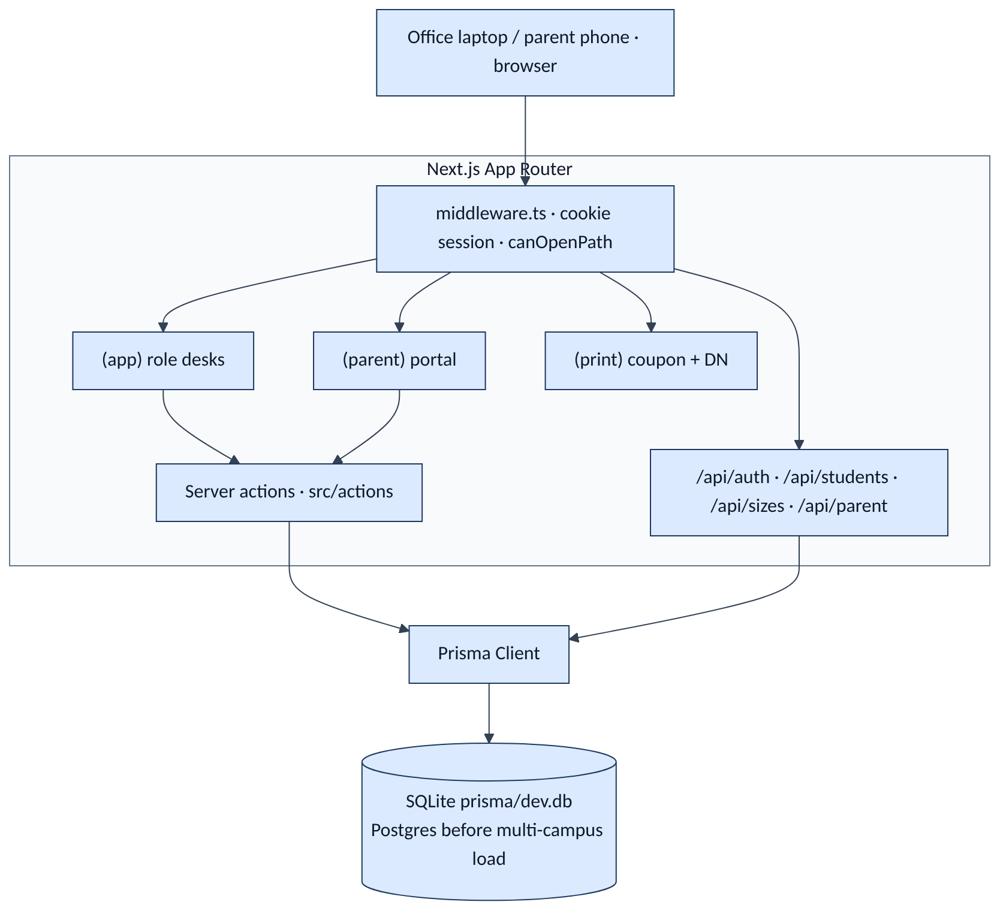 Office laptop / parent phone ·
browser
Next.js App Router
middleware.ts · cookie
session · canOpenPath
(app) role desks
(parent) portal
(print) coupon + DN
Server actions · src/actions
/api/auth · /api/students ·
/api/sizes · /api/parent
Prisma Client
SQLite prisma/dev.db
Postgres before multi-campus
load